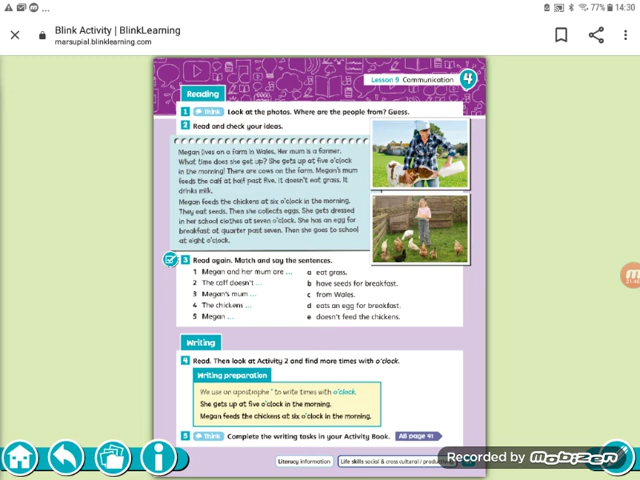 ... 77% 14:30
Blink Activity | BlinkLearning
marsupial.blinklearning.com
Lesson 9 Communication 4
Reading
1 Think Look at the photos. Where are the people from? Guess.
2 Read and check your ideas.
Megan lives on a farm in Wales. Her mum is a farmer.
What time does she get up? She gets up at five o'clock
in the morning! There are cows on the farm. Megan's mum
feeds the calf at half past five. It doesn't eat grass. It
drinks milk.
Megan feeds the chickens at six o'clock in the morning.
They eat seeds. Then she collects eggs. She gets dressed
in her school clothes at seven o'clock. She has an egg for
breakfast at quarter past seven. Then she goes to school
at eight o'clock.
3 Read again. Match and say the sentences.
1 Megan and her mum are ... a eat grass.
2 The calf doesn't ... b have seeds for breakfast.
3 Megan's mum ... c from Wales.
4 The chickens ... d eats an egg for breakfast.
5 Megan ... e doesn't feed the chickens.
Writing
4 Read. Then look at Activity 2 and find more times with o'clock.
Writing preparation
We use an apostrophe ' to write times with o'clock.
She gets up at five o'clock in the morning.
Megan feeds the chickens at six o'clock in the morning.
5 Think Complete the writing tasks in your Activity Book. AB page 41
Literacy information Life skills social & cross cultural /
Recorded by Mobizen